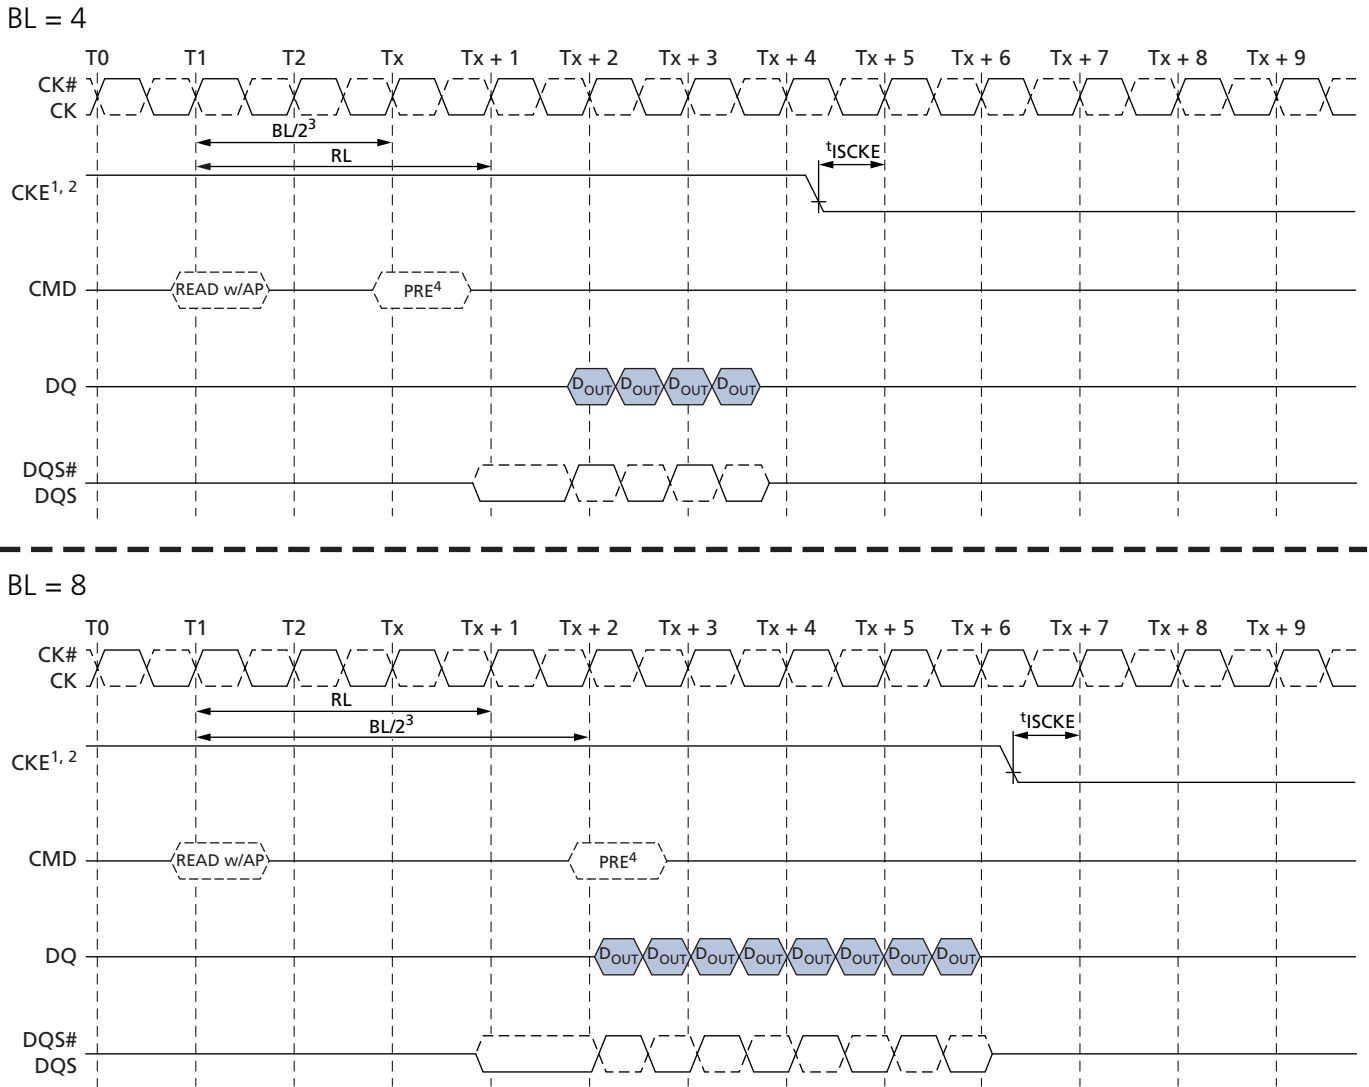 BL = 4
T0 T1 T2 Tx Tx + 1 Tx + 2 Tx + 3 Tx + 4 Tx + 5 Tx + 6 Tx + 7 Tx + 8 Tx + 9
CK#
CK
BL/2³
RL
tISCKE
CKE1, 2
CMD READ w/AP PRE⁴
DQ DOUT DOUT DOUT DOUT
DQS#
DQS
BL = 8
T0 T1 T2 Tx Tx + 1 Tx + 2 Tx + 3 Tx + 4 Tx + 5 Tx + 6 Tx + 7 Tx + 8 Tx + 9
CK#
CK
RL
BL/2³
tISCKE
CKE1, 2
CMD READ w/AP PRE⁴
DQ DOUT DOUT DOUT DOUT DOUT DOUT DOUT DOUT
DQS#
DQS